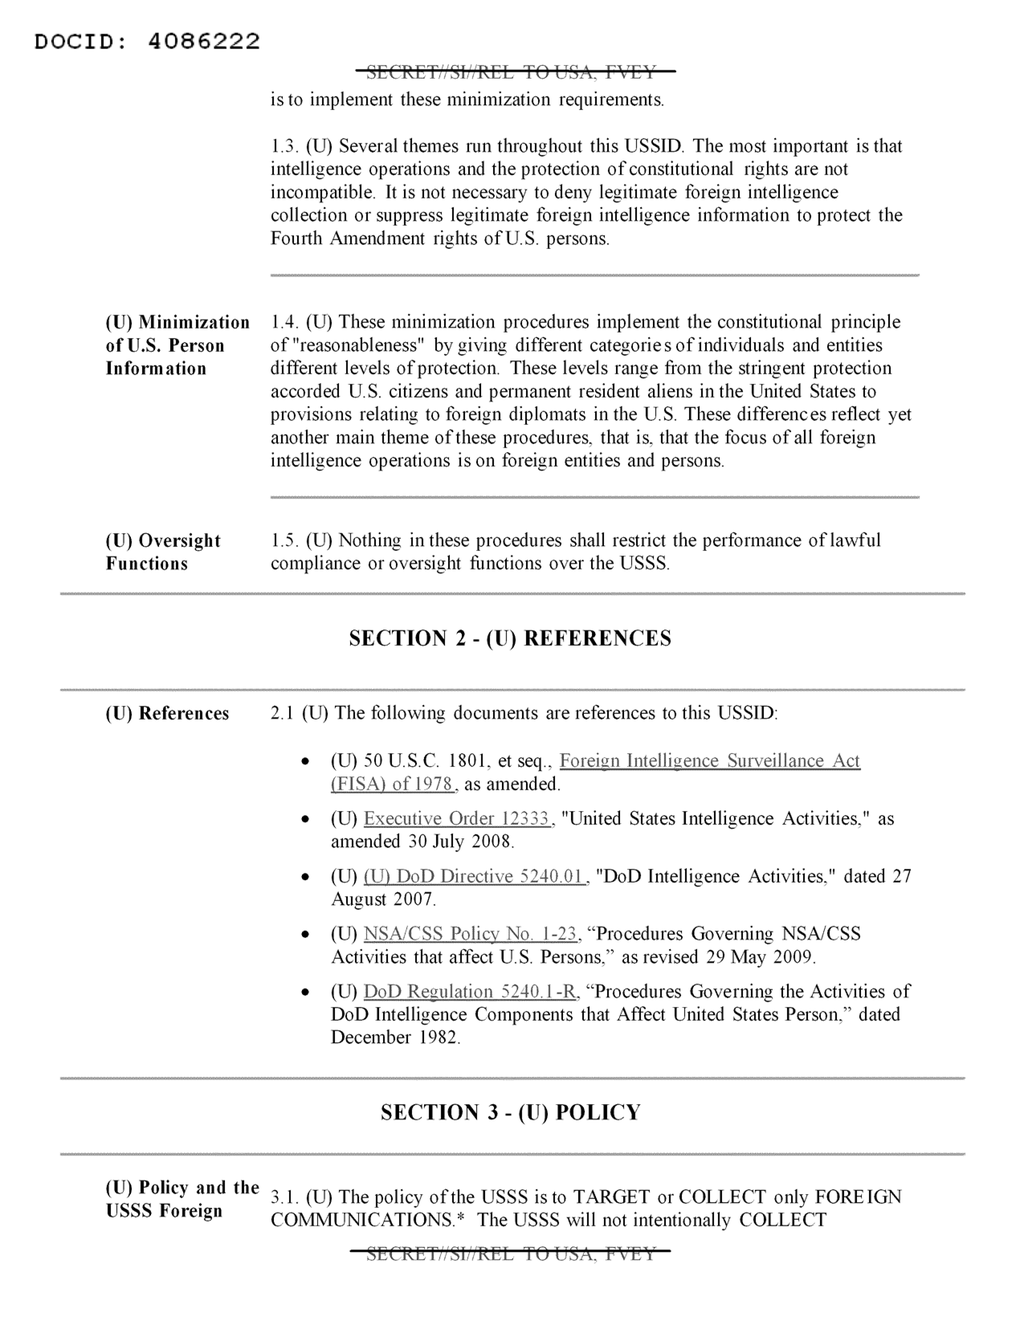 DOCID: 4086222
SECRET//SI//REL TO USA, FVEY
is to implement these minimization requirements.
1.3. (U) Several themes run throughout this USSID. The most important is that
intelligence operations and the protection of constitutional rights are not
incompatible. It is not necessary to deny legitimate foreign intelligence
collection or suppress legitimate foreign intelligence information to protect the
Fourth Amendment rights of U.S. persons.
(U) Minimization
of U.S. Person
Information
1.4. (U) These minimization procedures implement the constitutional principle
of "reasonableness" by giving different categories of individuals and entities
different levels of protection. These levels range from the stringent protection
accorded U.S. citizens and permanent resident aliens in the United States to
provisions relating to foreign diplomats in the U.S. These differences reflect yet
another main theme of these procedures, that is, that the focus of all foreign
intelligence operations is on foreign entities and persons.
(U) Oversight
Functions
1.5. (U) Nothing in these procedures shall restrict the performance of lawful
compliance or oversight functions over the USSS.
SECTION 2 - (U) REFERENCES
(U) References
2.1 (U) The following documents are references to this USSID:
• (U) 50 U.S.C. 1801, et seq., Foreign Intelligence Surveillance Act
(FISA) of 1978, as amended.
• (U) Executive Order 12333, "United States Intelligence Activities," as
amended 30 July 2008.
• (U) (U) DoD Directive 5240.01, "DoD Intelligence Activities," dated 27
August 2007.
• (U) NSA/CSS Policy No. 1-23, “Procedures Governing NSA/CSS
Activities that affect U.S. Persons,” as revised 29 May 2009.
• (U) DoD Regulation 5240.1-R, “Procedures Governing the Activities of
DoD Intelligence Components that Affect United States Person,” dated
December 1982.
SECTION 3 - (U) POLICY
(U) Policy and the
USSS Foreign
3.1. (U) The policy of the USSS is to TARGET or COLLECT only FOREIGN
COMMUNICATIONS.* The USSS will not intentionally COLLECT
SECRET//SI//REL TO USA, FVEY